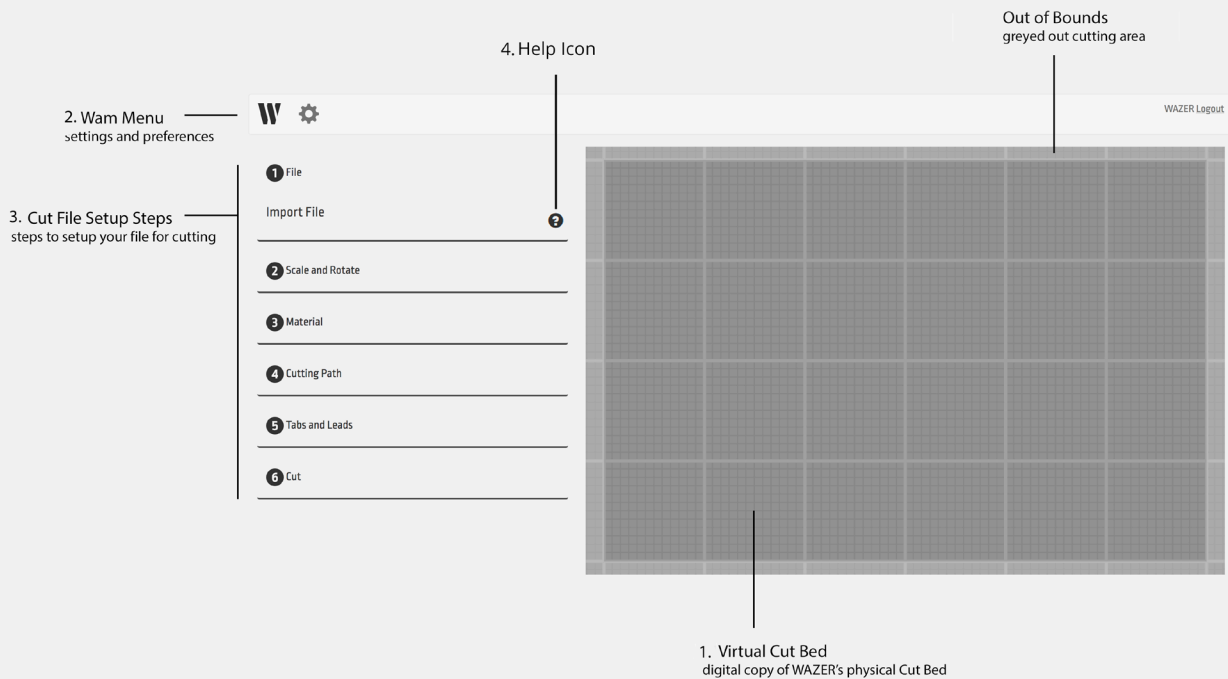 Out of Bounds
greyed out cutting area
4. Help Icon
2. Wam Menu
settings and preferences
W
WAZER Logout
1 File
Import File
?
3. Cut File Setup Steps
steps to setup your file for cutting
2 Scale and Rotate
3 Material
4 Cutting Path
5 Tabs and Leads
6 Cut
1. Virtual Cut Bed
digital copy of WAZER's physical Cut Bed